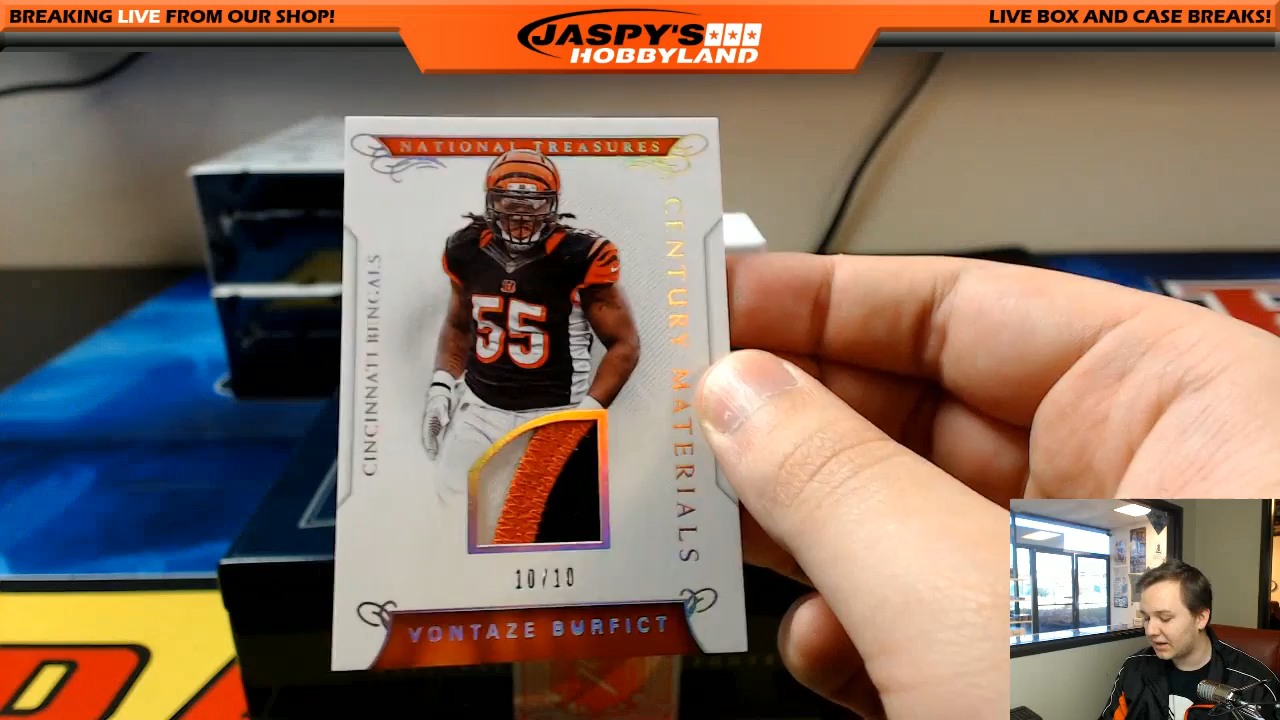 BREAKING LIVE FROM OUR SHOP!
JASPY'S
HOBBYLAND
LIVE BOX AND CASE BREAKS!
NATIONAL TREASURES
CINCINNATI BENGALS
CENTURY MATERIALS
55
10/10
VONTAZE BURFICT